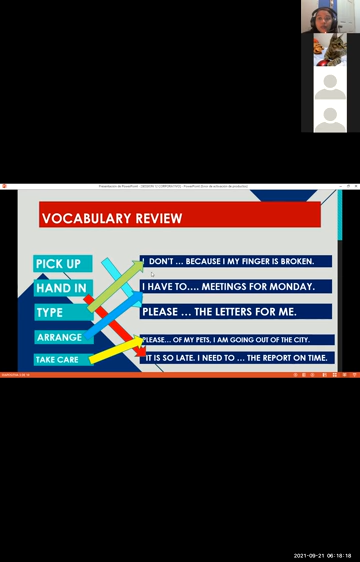 VOCABULARY REVIEW
PICK UP
HAND IN
TYPE
ARRANGE
TAKE CARE
I DON'T ... BECAUSE I MY FINGER IS BROKEN.
I HAVE TO.... MEETINGS FOR MONDAY.
PLEASE ... THE LETTERS FOR ME.
PLEASE... OF MY PETS, I AM GOING OUT OF THE CITY.
IT IS SO LATE. I NEED TO ... THE REPORT ON TIME.
2021-09-21 06:18:18